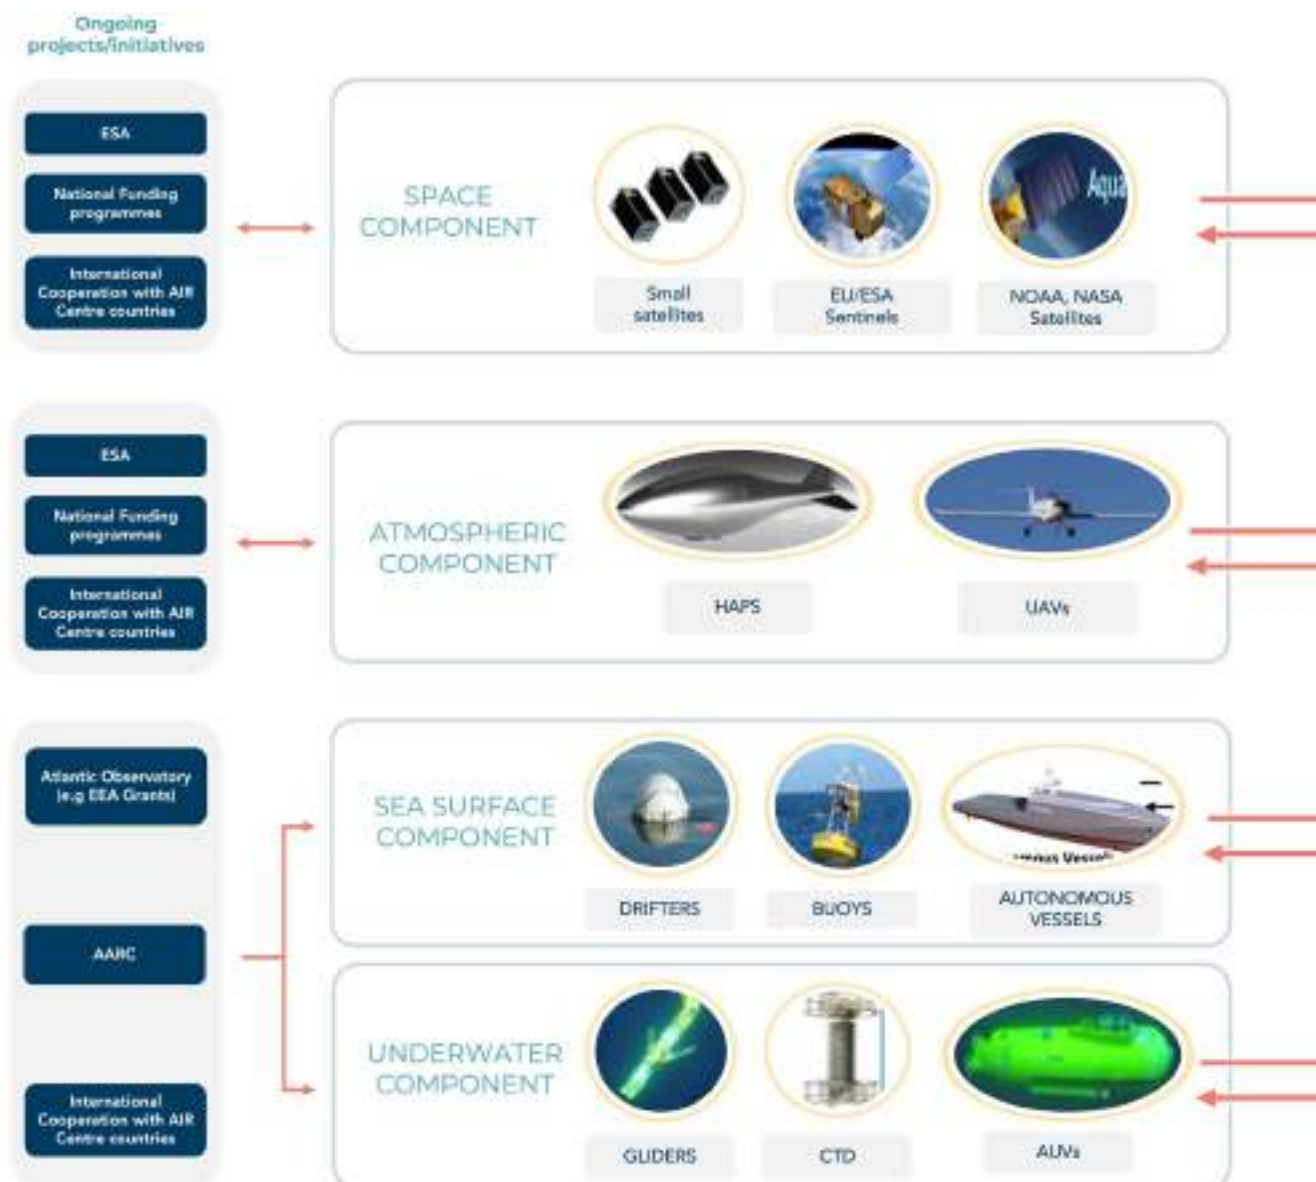 Ongoing
projects/initiatives
ESA
National Funding
programmes
International
Cooperation with AIR
Centre countries
SPACE
COMPONENT
Aqua
Small
satellites
EU/ESA
Sentinels
NOAA, NASA
Satellites
ESA
National Funding
programmes
International
Cooperation with AIR
Centre countries
ATMOSPHERIC
COMPONENT
HAPS
UAVs
Atlantic Observatory
(e.g EEA Grants)
AARC
International
Cooperation with AIR
Centre countries
SEA SURFACE
COMPONENT
DRIFTERS
BUOYS
AUTONOMOUS
VESSELS
UNDERWATER
COMPONENT
GLIDERS
CTD
AUVs